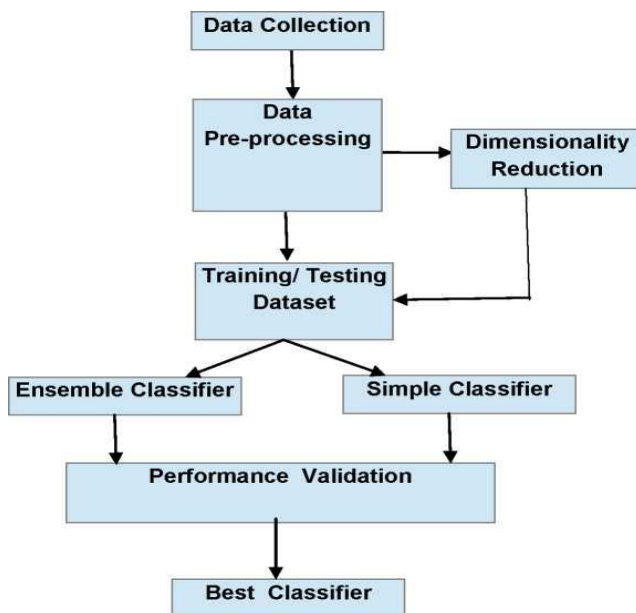 Data Collection
Data
Pre-processing
Dimensionality
Reduction
Training/ Testing
Dataset
Ensemble Classifier
Simple Classifier
Performance Validation
Best Classifier